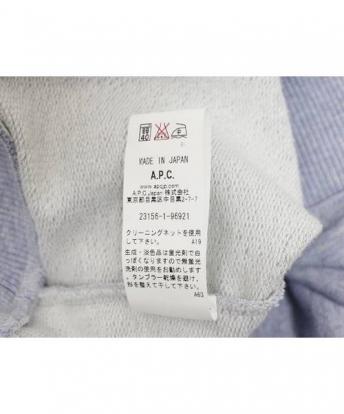 40
MADE IN JAPAN
A.P.C.
www.apcjp.com
A.P.C.Japan 株式会社
東京都目黒区中目黒2-7-7
23156-1-96921
クリーニングネットを使用
して下さい。 A19
生成・淡色品は蛍光剤で白
っぽくなりますので無蛍光
洗剤の使用をお勧めします
。タンブラー乾燥を避け、
形を整えて干して下さい。
A63